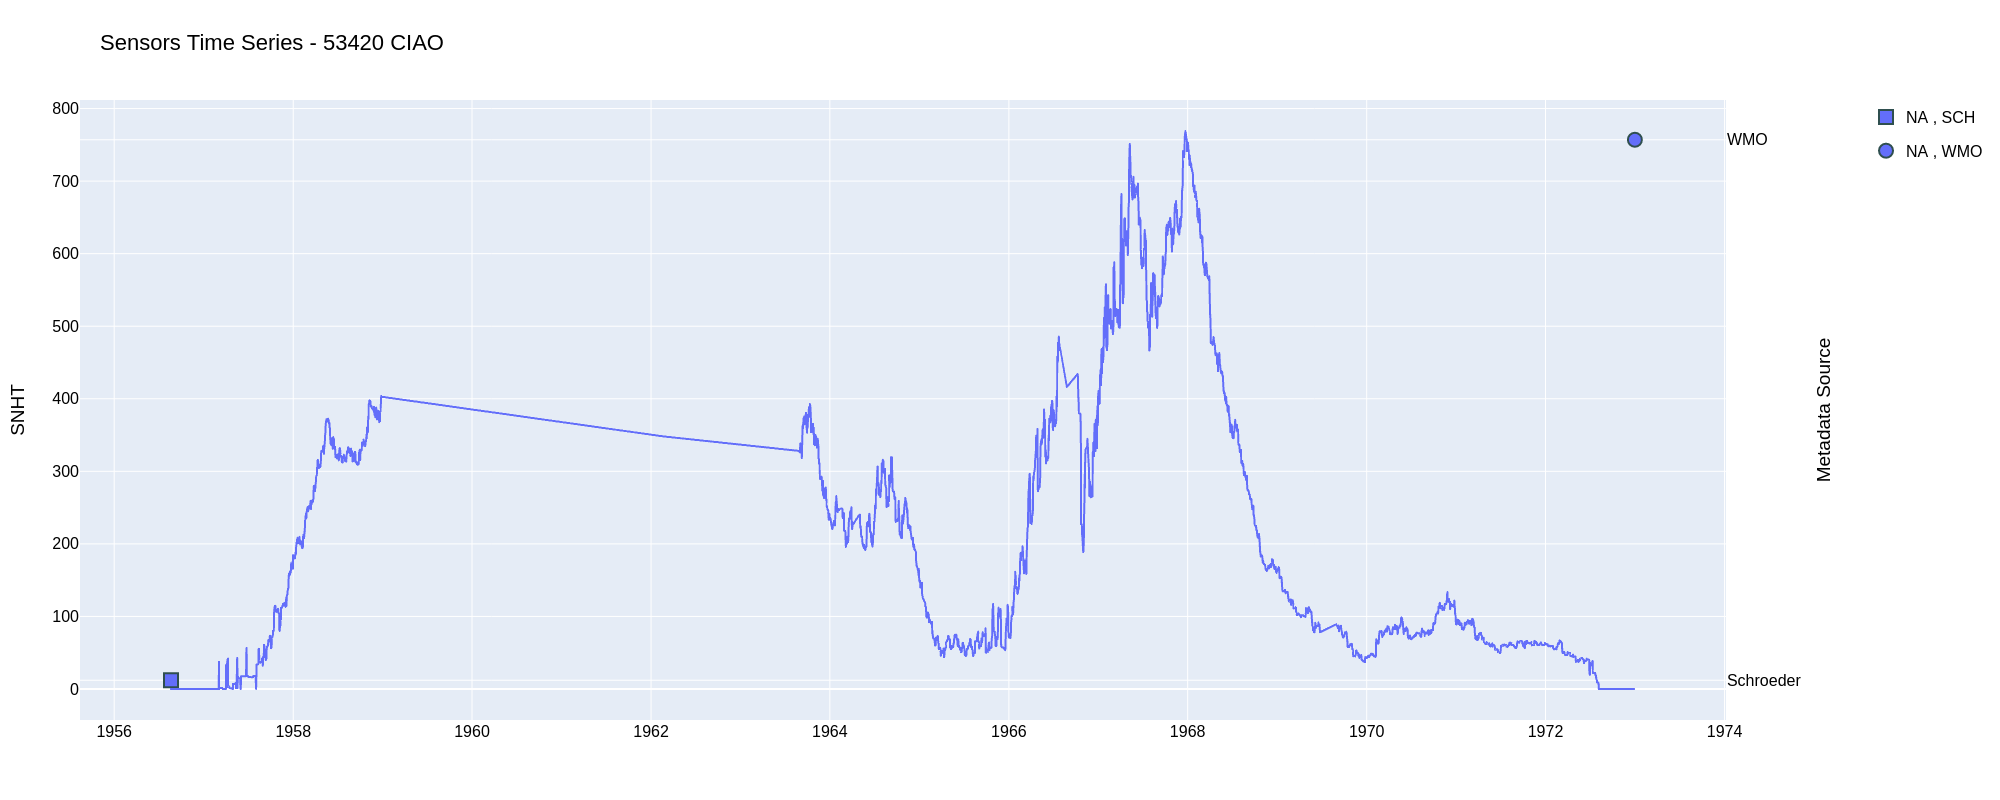 Sensors Time Series - 53420 CIAO
800
700
600
500
400
300
200
100
0
SNHT
1956
1958
1960
1962
1964
1966
1968
1970
1972
1974
WMO
Schroeder
Metadata Source
NA , SCH
NA , WMO